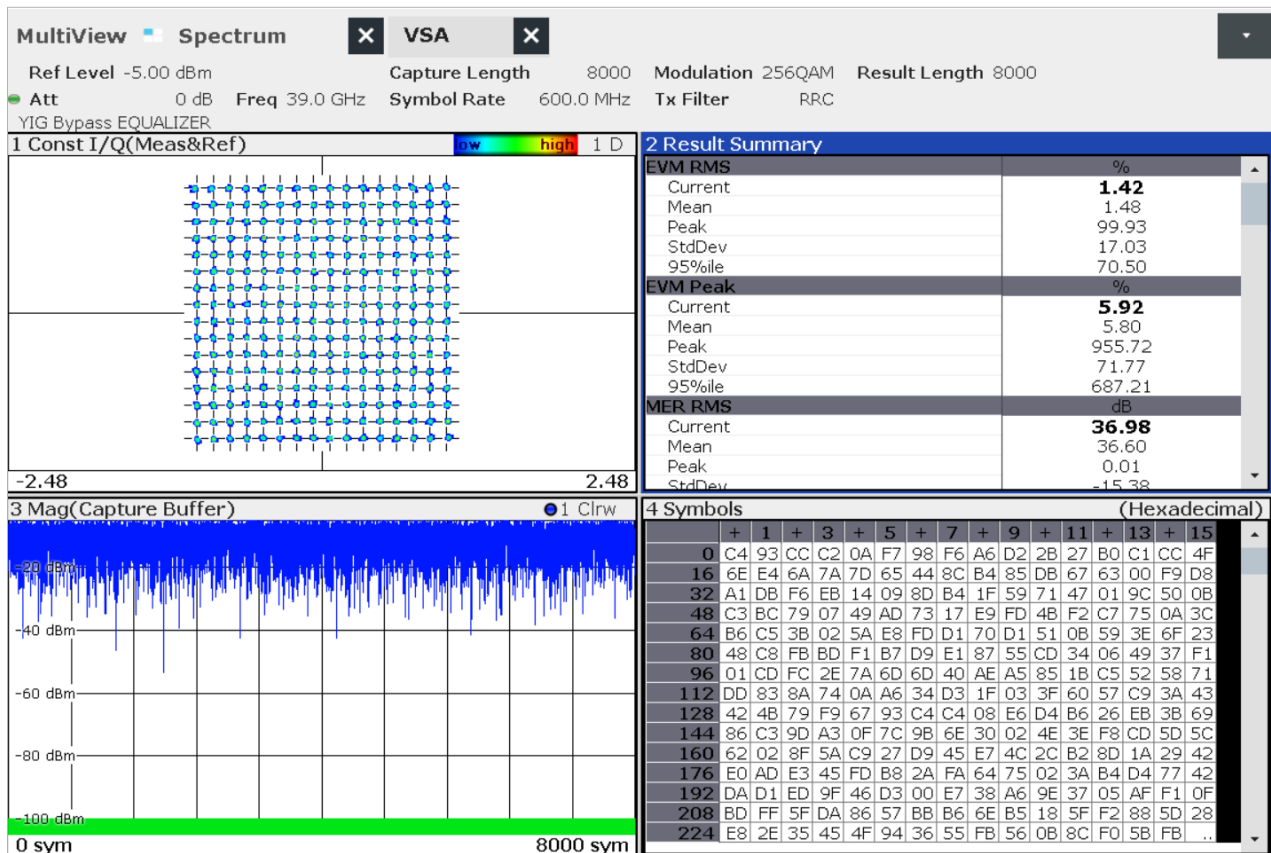 MultiView Spectrum X VSA X
Ref Level -5.00 dBm Capture Length 8000 Modulation 256QAM Result Length 8000
Att 0 dB Freq 39.0 GHz Symbol Rate 600.0 MHz Tx Filter RRC
YIG Bypass EQUALIZER
1 Const I/Q(Meas&Ref) low high 1 D
-2.48 2.48
2 Result Summary
EVM RMS %
Current 1.42
Mean 1.48
Peak 99.93
StdDev 17.03
95%ile 70.50
EVM Peak %
Current 5.92
Mean 5.80
Peak 955.72
StdDev 71.77
95%ile 687.21
MER RMS dB
Current 36.98
Mean 36.60
Peak 0.01
StdDev -15.38
3 Mag(Capture Buffer) 1 Clrw
-20 dBm
-40 dBm
-60 dBm
-80 dBm
-100 dBm
0 sym 8000 sym
4 Symbols (Hexadecimal)
+ 1 + 3 + 5 + 7 + 9 + 11 + 13 + 15
0 C4 93 CC C2 0A F7 98 F6 A6 D2 2B 27 B0 C1 CC 4F
16 6E E4 6A 7A 7D 65 44 8C B4 85 DB 67 63 00 F9 D8
32 A1 DB F6 EB 14 09 8D B4 1F 59 71 47 01 9C 50 0B
48 C3 BC 79 07 49 AD 73 17 E9 FD 4B F2 C7 75 0A 3C
64 B6 C5 3B 02 5A E8 FD D1 70 D1 51 0B 59 3E 6F 23
80 48 C8 FB BD F1 B7 D9 E1 87 55 CD 34 06 49 37 F1
96 01 CD FC 2E 7A 6D 6D 40 AE A5 85 1B C5 52 58 71
112 DD 83 8A 74 0A A6 34 D3 1F 03 3F 60 57 C9 3A 43
128 42 4B 79 F9 67 93 C4 C4 08 E6 D4 B6 26 EB 3B 69
144 86 C3 9D A3 0F 7C 9B 6E 30 02 4E 3E F8 CD 5D 5C
160 62 02 8F 5A C9 27 D9 45 E7 4C 2C B2 8D 1A 29 42
176 E0 AD E3 45 FD B8 2A FA 64 75 02 3A B4 D4 77 42
192 DA D1 ED 9F 46 D3 00 E7 38 A6 9E 37 05 AF F1 0F
208 BD FF 5F DA 86 57 BB B6 6E B5 18 5F F2 88 5D 28
224 E8 2E 35 45 4F 94 36 55 FB 56 0B 8C F0 5B FB ..